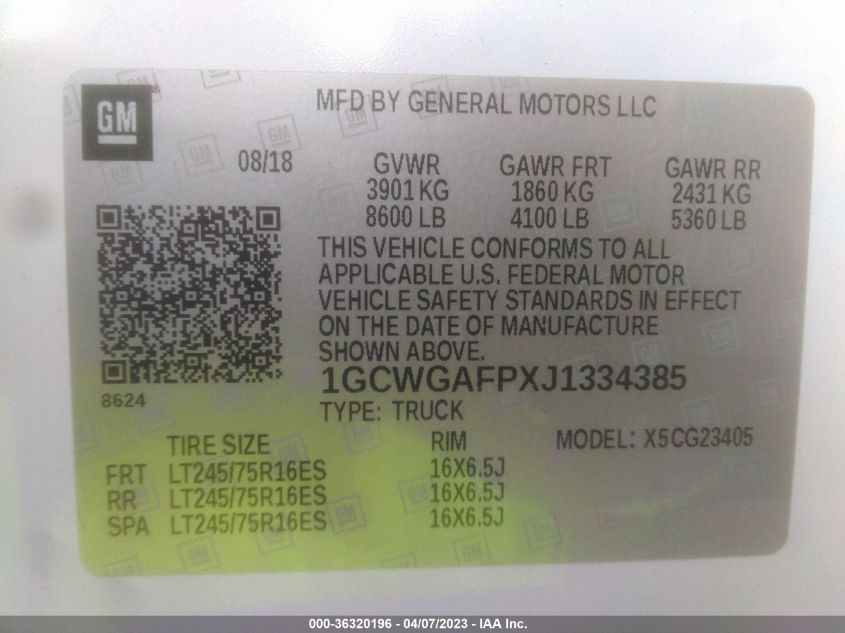 GM
MFD BY GENERAL MOTORS LLC
08/18 GVWR GAWR FRT GAWR RR
3901 KG 1860 KG 2431 KG
8600 LB 4100 LB 5360 LB
THIS VEHICLE CONFORMS TO ALL
APPLICABLE U.S. FEDERAL MOTOR
VEHICLE SAFETY STANDARDS IN EFFECT
ON THE DATE OF MANUFACTURE
SHOWN ABOVE.
1GCWGAFPXJ1334385
8624
TYPE: TRUCK
TIRE SIZE RIM MODEL: X5CG23405
FRT LT245/75R16ES 16X6.5J
RR LT245/75R16ES 16X6.5J
SPA LT245/75R16ES 16X6.5J
000-36320196 - 04/07/2023 - IAA Inc.